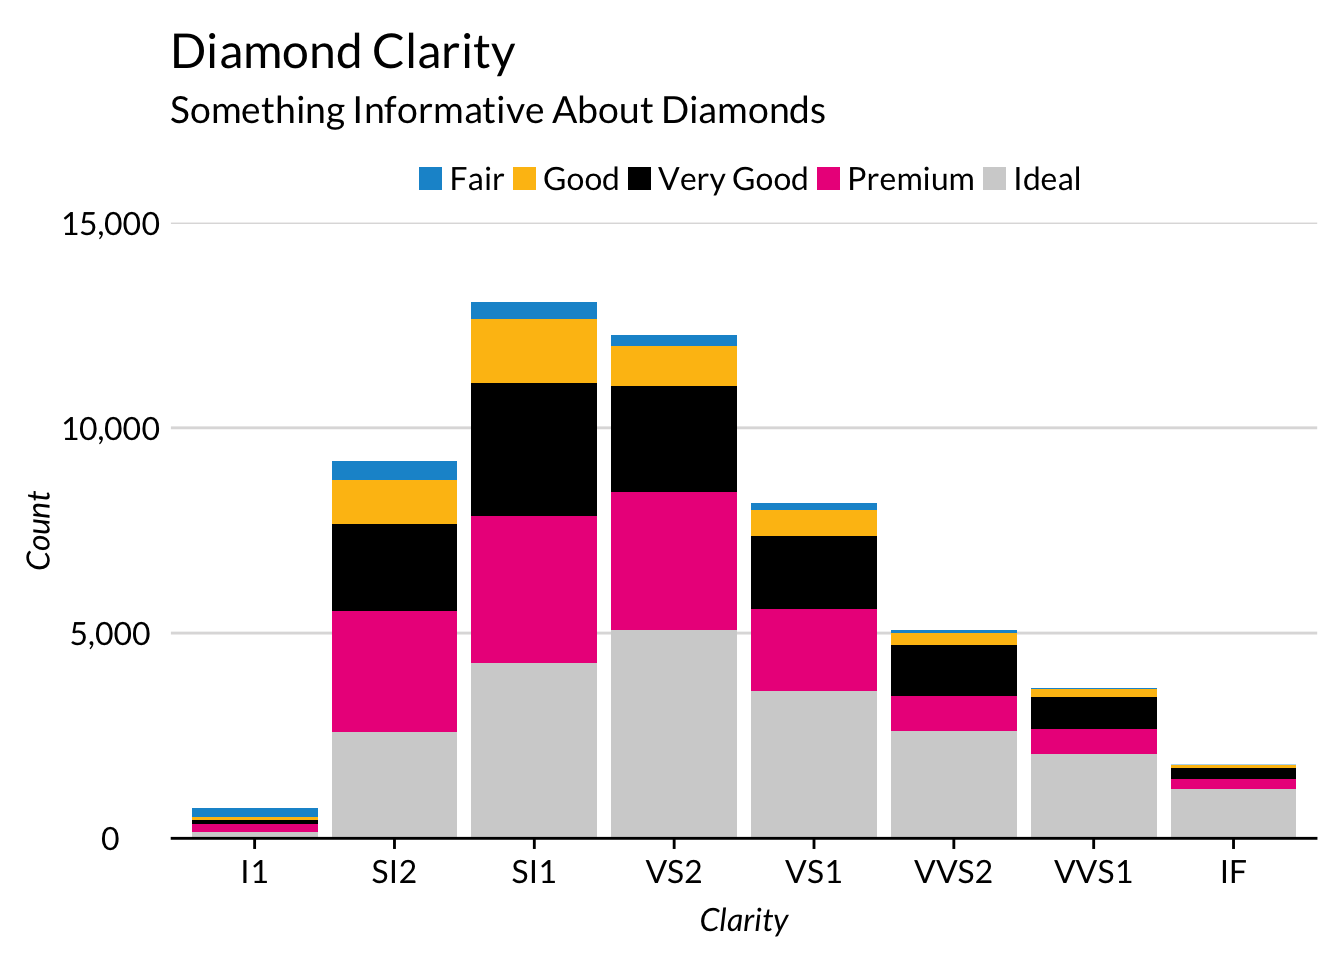 Diamond Clarity
Something Informative About Diamonds
Fair Good Very Good Premium Ideal
15,000
10,000
5,000
0
Count
I1 SI2 SI1 VS2 VS1 VVS2 VVS1 IF
Clarity